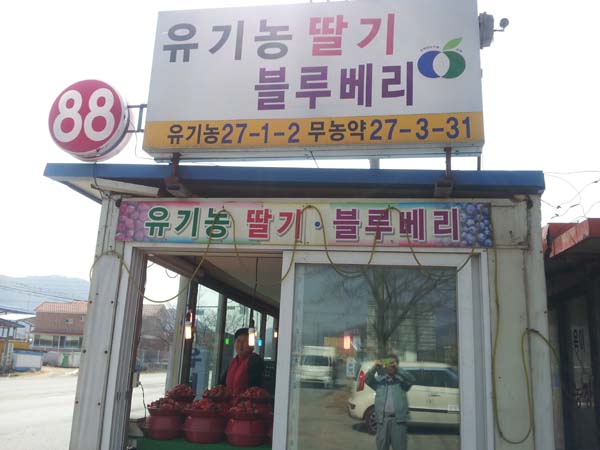 유기농 딸기
블루베리
88
유기농27-1-2 무농약27-3-31
유기농 딸기·블루베리